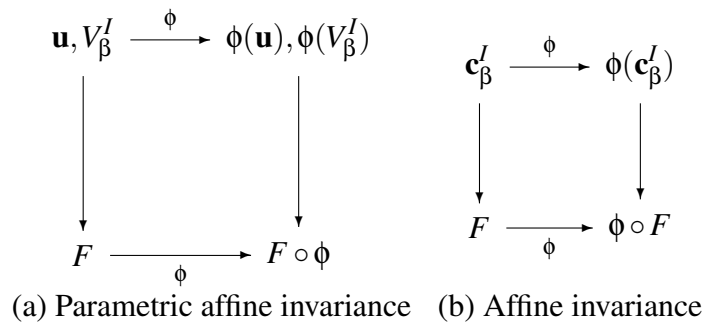 ϕ
u, V_β^I ϕ(u), ϕ(V_β^I)
F F ∘ ϕ
ϕ
(a) Parametric affine invariance
ϕ
c_β^I ϕ(c_β^I)
F ϕ ∘ F
ϕ
(b) Affine invariance